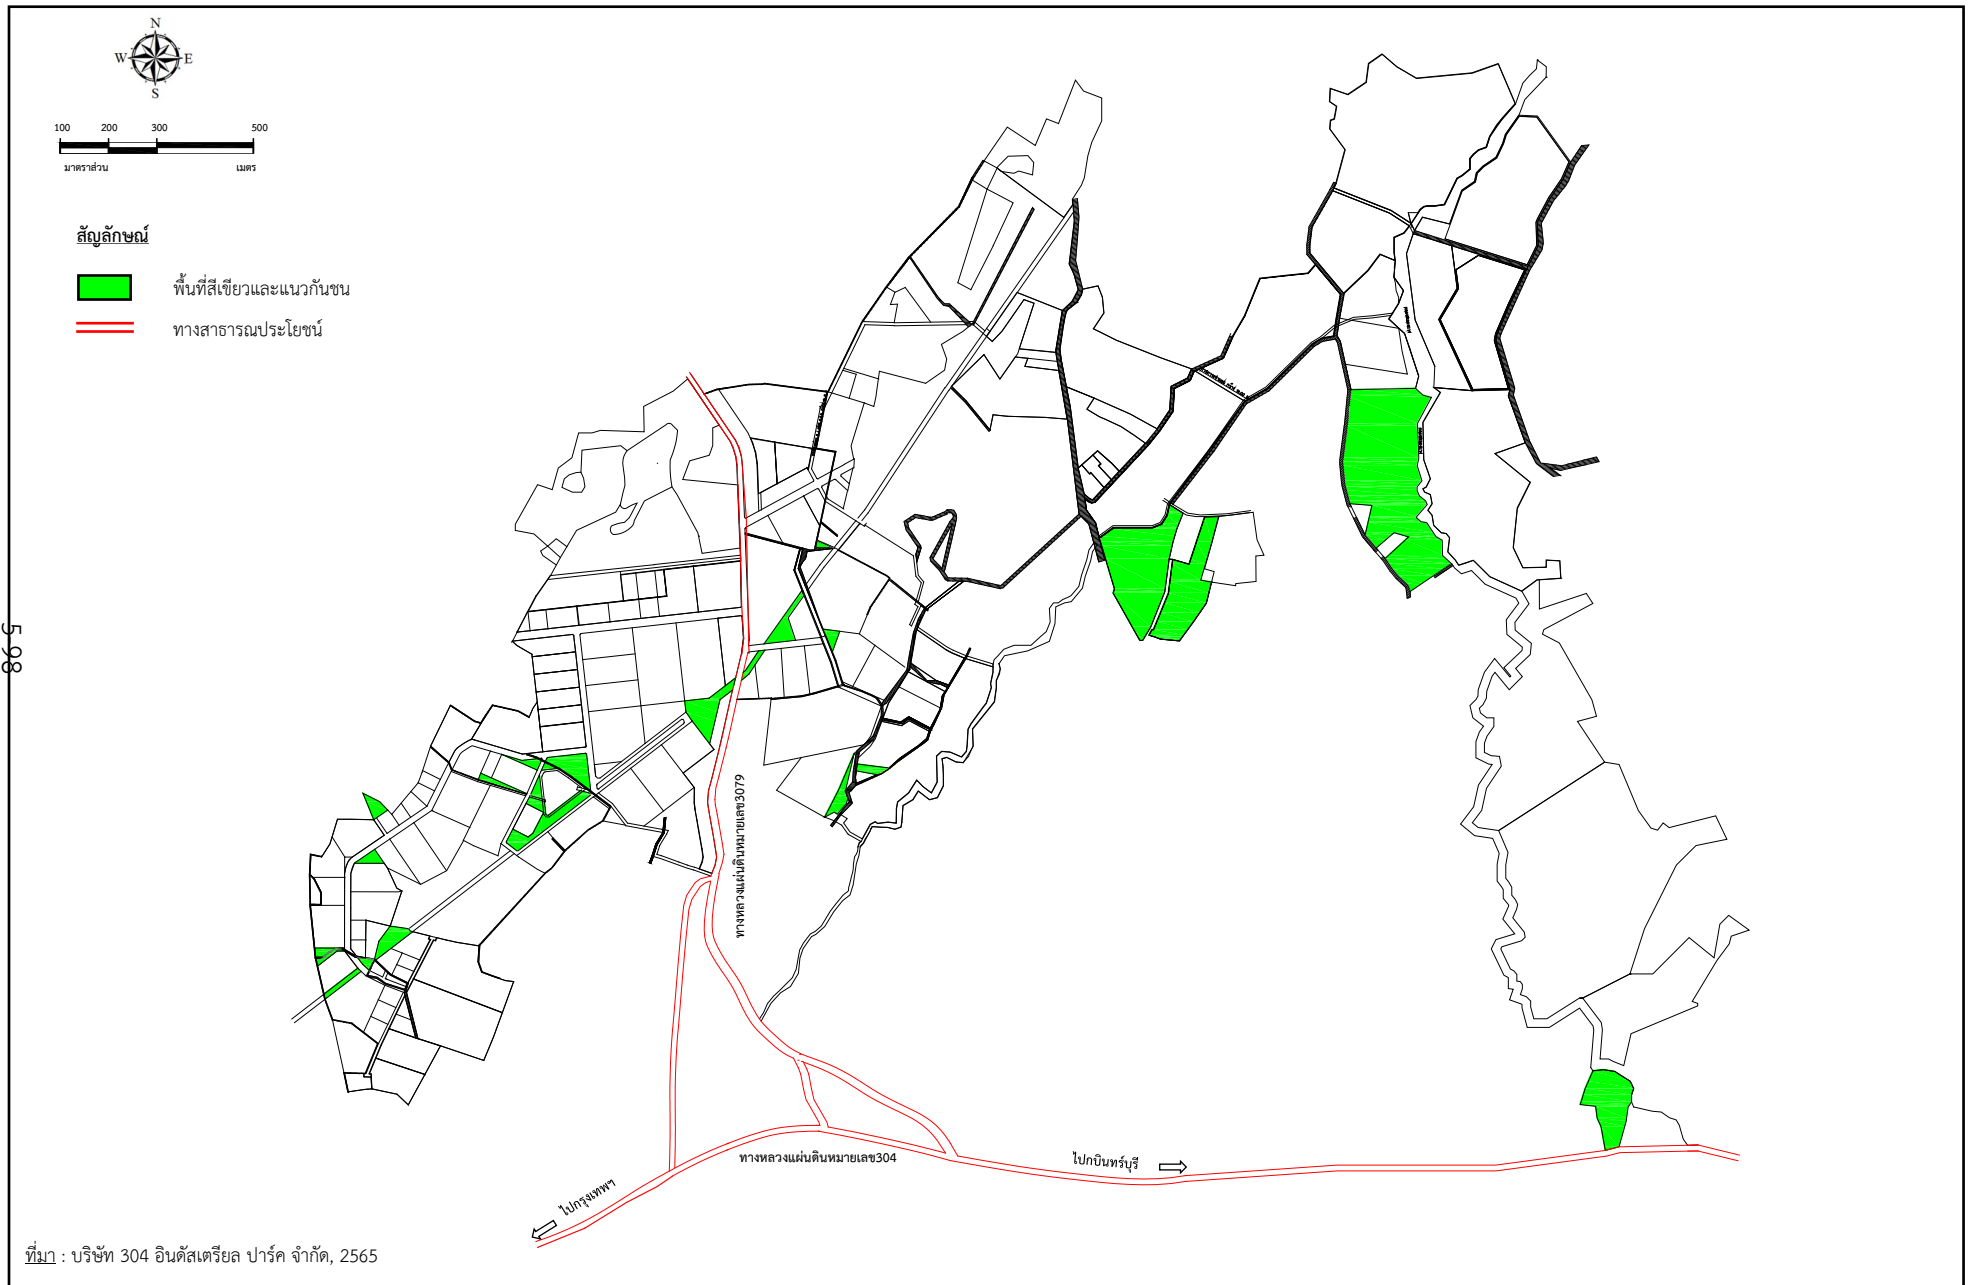 N
W E
S
100 200 300 500
มาตราส่วน เมตร
สัญลักษณ์
พื้นที่สีเขียวและแนวกันชน
ทางสาธารณประโยชน์
5-98
ทางหลวงแผ่นดินหมายเลข3079
ทางหลวงแผ่นดินหมายเลข304
ไปกบินทร์บุรี
ไปกรุงเทพฯ
ที่มา : บริษัท 304 อินดัสเตรียล ปาร์ค จำกัด, 2565